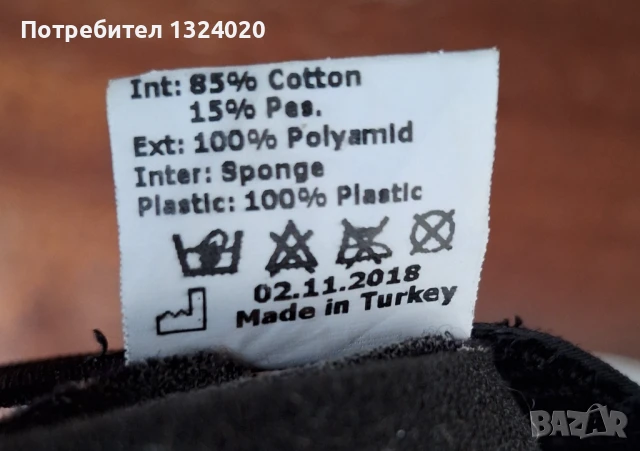 Потребител 1324020
Int: 85% Cotton
15% Pes.
Ext: 100% Polyamid
Inter: Sponge
Plastic: 100% Plastic
02.11.2018
Made in Turkey
BAZAR